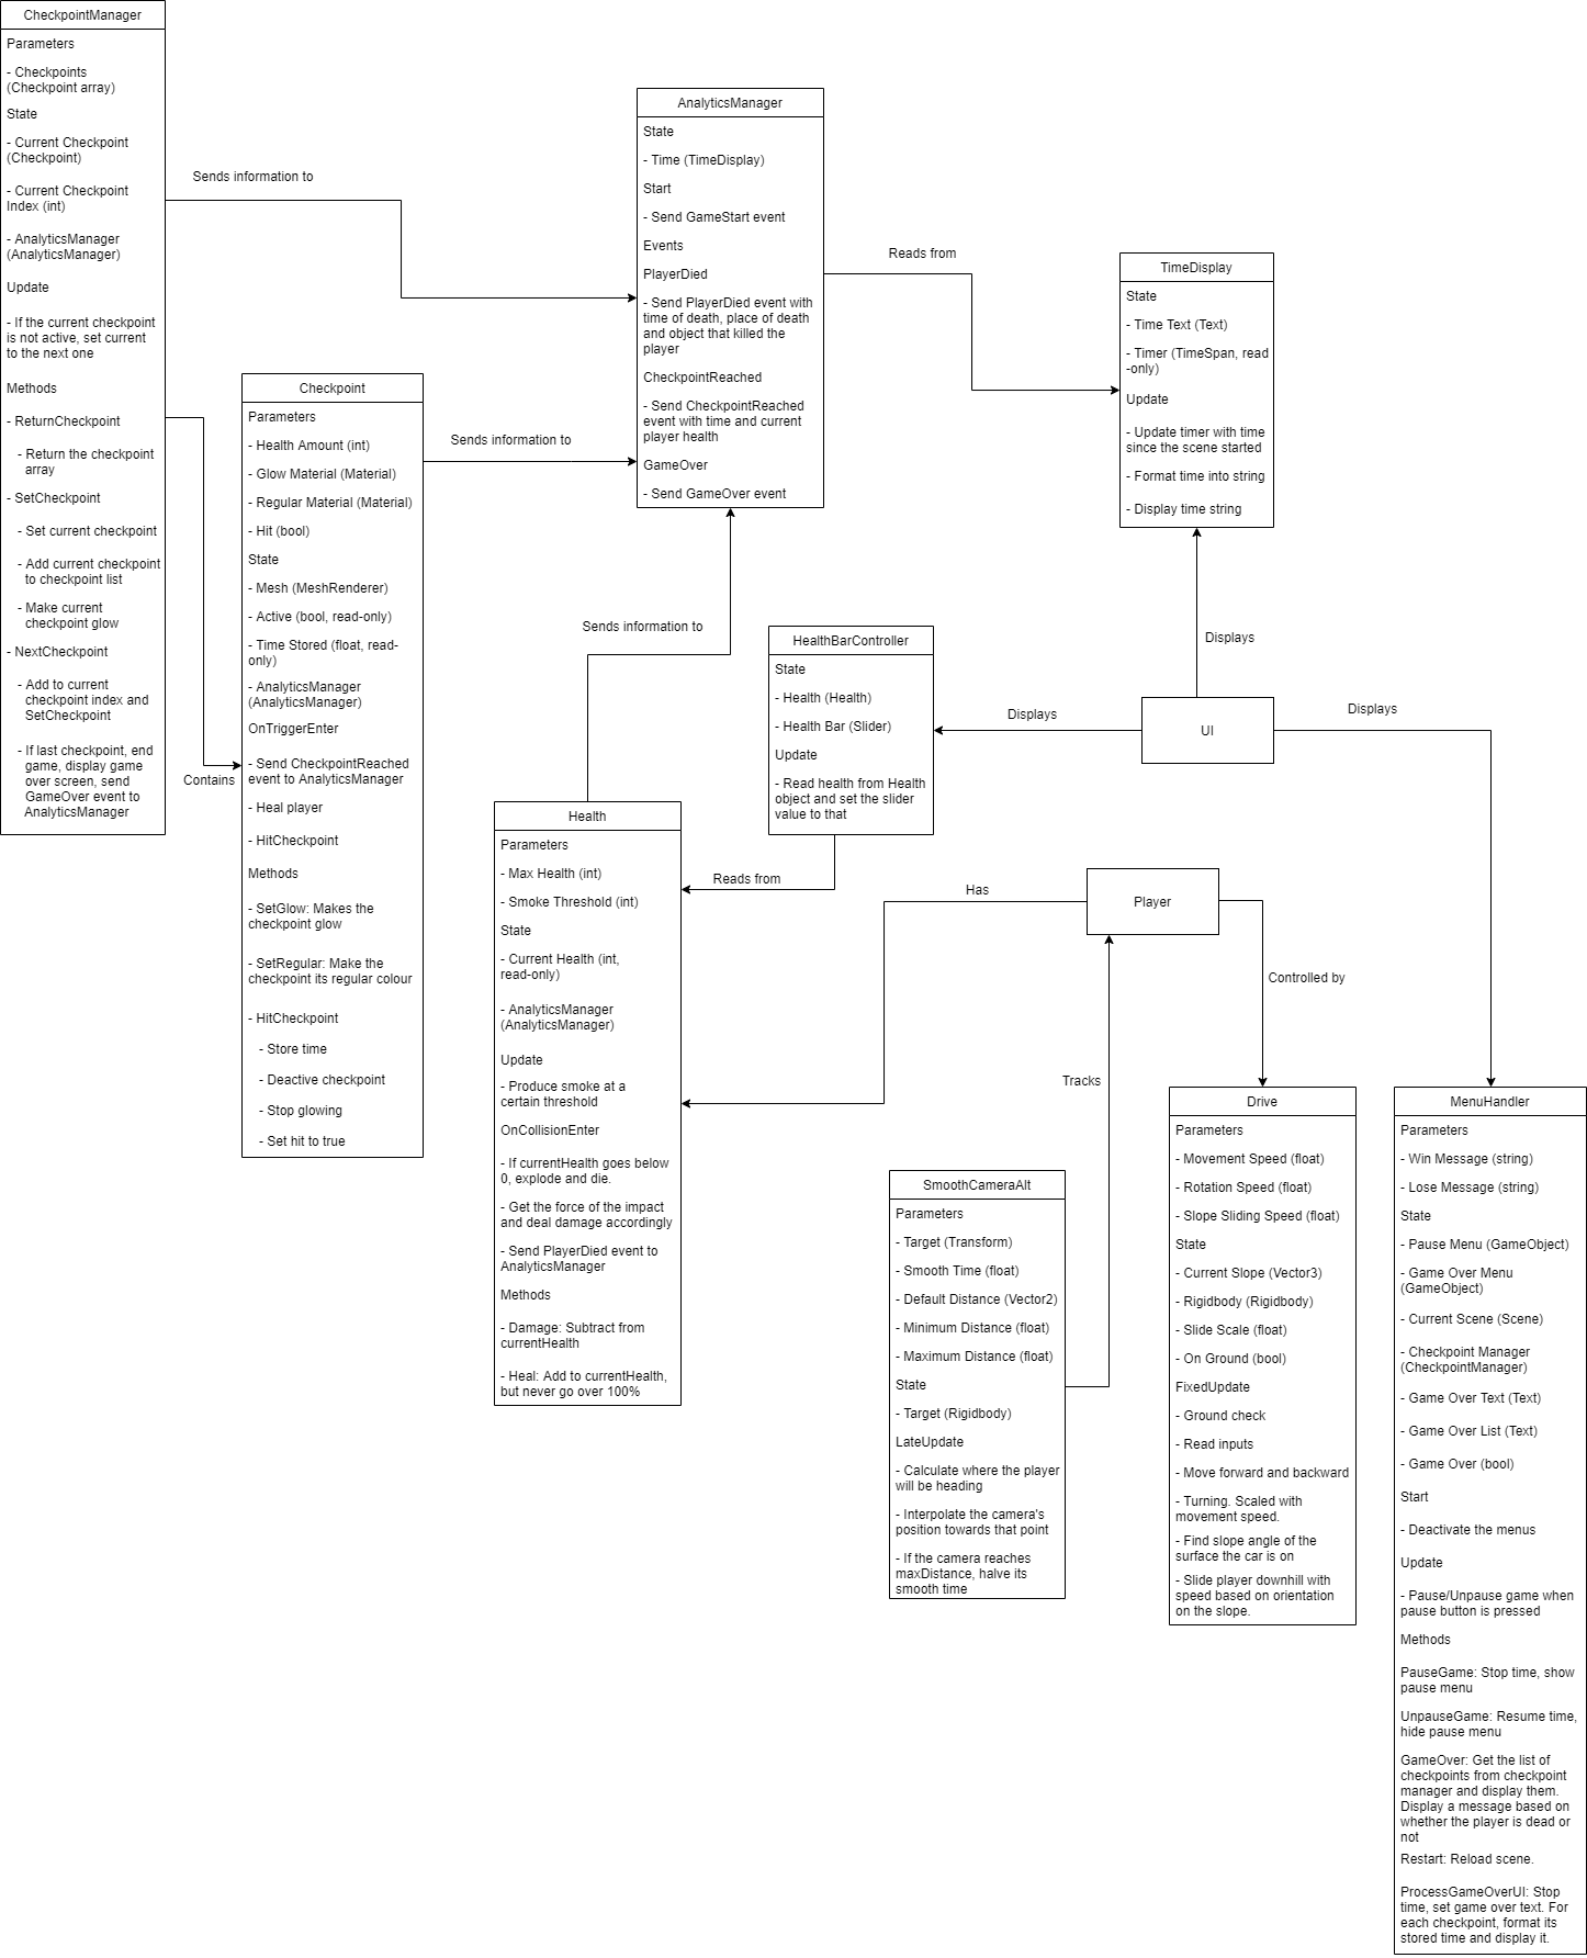 CheckpointManager
Parameters
- Checkpoints
(Checkpoint array)
State
- Current Checkpoint
(Checkpoint)
- Current Checkpoint
Index (int)
- AnalyticsManager
(AnalyticsManager)
Update
- If the current checkpoint
is not active, set current
to the next one
Methods
- ReturnCheckpoint
- Return the checkpoint
array
- SetCheckpoint
- Set current checkpoint
- Add current checkpoint
to checkpoint list
- Make current
checkpoint glow
- NextCheckpoint
- Add to current
checkpoint index and
SetCheckpoint
- If last checkpoint, end
game, display game
over screen, send
GameOver event to
AnalyticsManager
Sends information to
Contains
Checkpoint
Parameters
- Health Amount (int)
- Glow Material (Material)
- Regular Material (Material)
- Hit (bool)
State
- Mesh (MeshRenderer)
- Active (bool, read-only)
- Time Stored (float, read-
only)
- AnalyticsManager
(AnalyticsManager)
OnTriggerEnter
- Send CheckpointReached
event to AnalyticsManager
- Heal player
- HitCheckpoint
Methods
- SetGlow: Makes the
checkpoint glow
- SetRegular: Make the
checkpoint its regular colour
- HitCheckpoint
- Store time
- Deactive checkpoint
- Stop glowing
- Set hit to true
Sends information to
AnalyticsManager
State
- Time (TimeDisplay)
Start
- Send GameStart event
Events
PlayerDied
- Send PlayerDied event with
time of death, place of death
and object that killed the
player
CheckpointReached
- Send CheckpointReached
event with time and current
player health
GameOver
- Send GameOver event
Reads from
TimeDisplay
State
- Time Text (Text)
- Timer (TimeSpan, read
-only)
Update
- Update timer with time
since the scene started
- Format time into string
- Display time string
Sends information to
HealthBarController
State
- Health (Health)
- Health Bar (Slider)
Update
- Read health from Health
object and set the slider
value to that
Displays
Displays
UI
Displays
Reads from
Health
Parameters
- Max Health (int)
- Smoke Threshold (int)
State
- Current Health (int,
read-only)
- AnalyticsManager
(AnalyticsManager)
Update
- Produce smoke at a
certain threshold
OnCollisionEnter
- If currentHealth goes below
0, explode and die.
- Get the force of the impact
and deal damage accordingly
- Send PlayerDied event to
AnalyticsManager
Methods
- Damage: Subtract from
currentHealth
- Heal: Add to currentHealth,
but never go over 100%
Has
Player
Controlled by
Tracks
SmoothCameraAlt
Parameters
- Target (Transform)
- Smooth Time (float)
- Default Distance (Vector2)
- Minimum Distance (float)
- Maximum Distance (float)
State
- Target (Rigidbody)
LateUpdate
- Calculate where the player
will be heading
- Interpolate the camera's
position towards that point
- If the camera reaches
maxDistance, halve its
smooth time
Drive
Parameters
- Movement Speed (float)
- Rotation Speed (float)
- Slope Sliding Speed (float)
State
- Current Slope (Vector3)
- Rigidbody (Rigidbody)
- Slide Scale (float)
- On Ground (bool)
FixedUpdate
- Ground check
- Read inputs
- Move forward and backward
- Turning. Scaled with
movement speed.
- Find slope angle of the
surface the car is on
- Slide player downhill with
speed based on orientation
on the slope.
MenuHandler
Parameters
- Win Message (string)
- Lose Message (string)
State
- Pause Menu (GameObject)
- Game Over Menu
(GameObject)
- Current Scene (Scene)
- Checkpoint Manager
(CheckpointManager)
- Game Over Text (Text)
- Game Over List (Text)
- Game Over (bool)
Start
- Deactivate the menus
Update
- Pause/Unpause game when
pause button is pressed
Methods
PauseGame: Stop time, show
pause menu
UnpauseGame: Resume time,
hide pause menu
GameOver: Get the list of
checkpoints from checkpoint
manager and display them.
Display a message based on
whether the player is dead or
not
Restart: Reload scene.
ProcessGameOverUI: Stop
time, set game over text. For
each checkpoint, format its
stored time and display it.